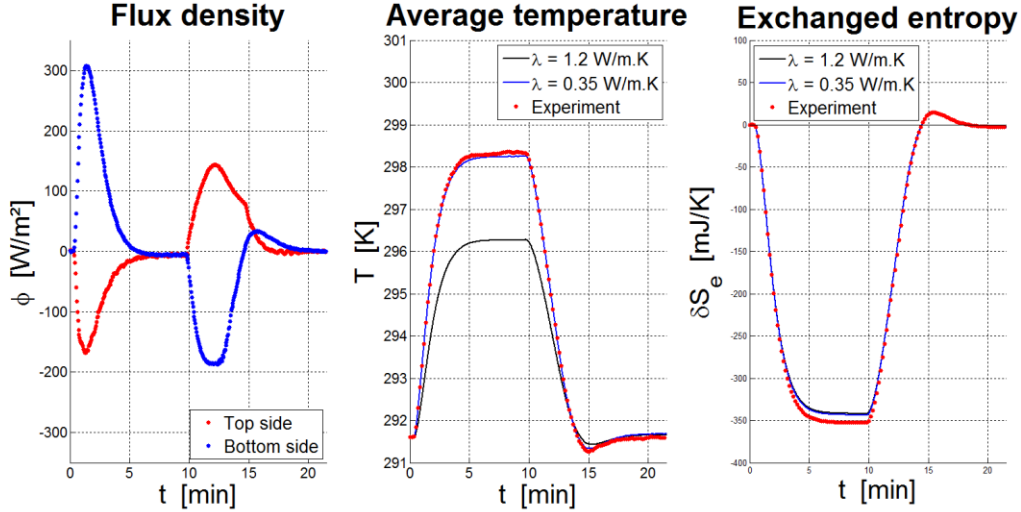 Flux density
300
200
100
0
-100
-200
-300
ϕ [W/m²]
Top side
Bottom side
0
5
10
15
20
t [min]
Average temperature
301
300
299
298
297
296
295
294
293
292
291
T [K]
λ = 1.2 W/m.K
λ = 0.35 W/m.K
Experiment
0
5
10
15
20
t [min]
Exchanged entropy
100
50
0
-50
-100
-150
-200
-250
-300
-350
-400
δSe [mJ/K]
λ = 1.2 W/m.K
λ = 0.35 W/m.K
Experiment
0
5
10
15
20
t [min]